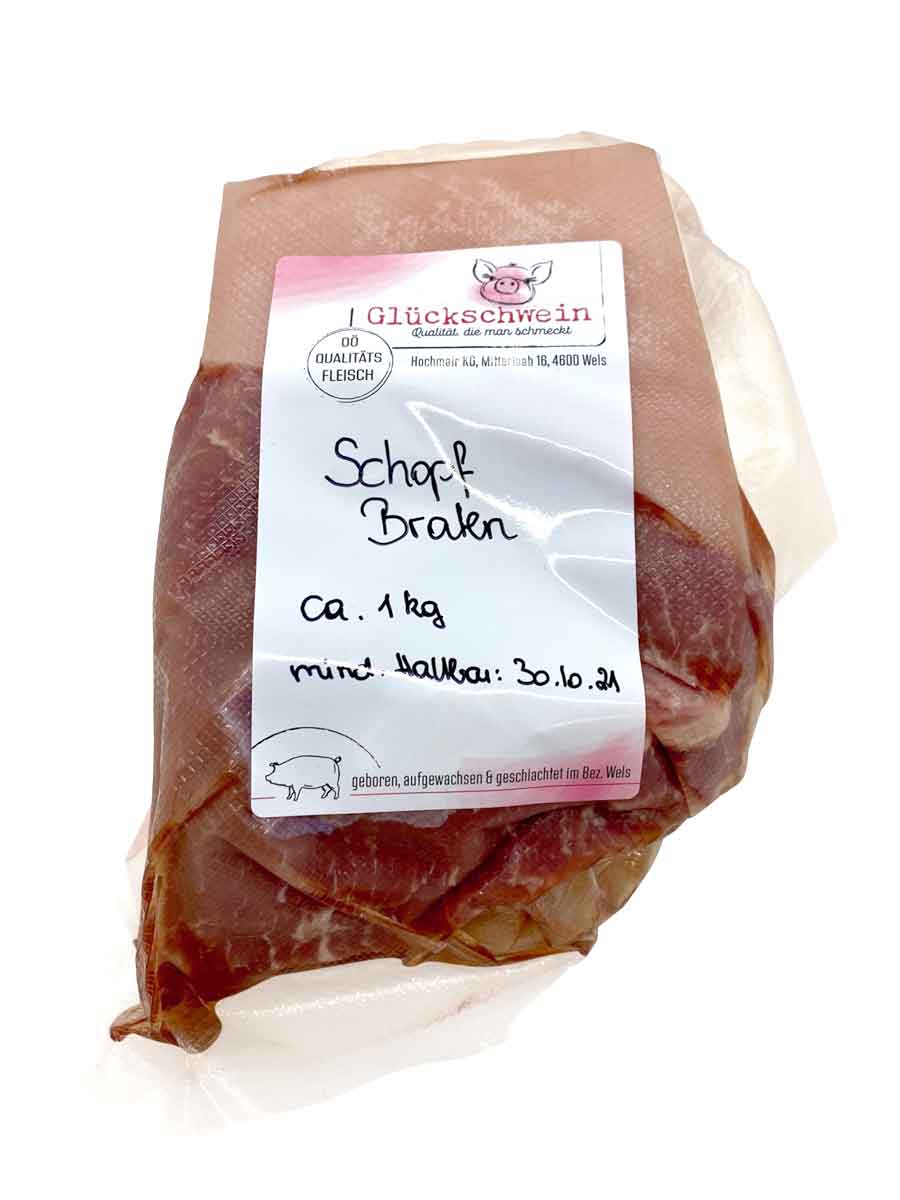 Glückschwein
Qualität, die man schmeckt
OÖ
QUALITÄTS
FLEISCH
Hochmair KG, 16, 4600 Wels
Schopf
Braten
ca. 1 kg
mind. Haltbar: 30.10.21
geboren, aufgewachsen & geschlachtet im Bez. Wels